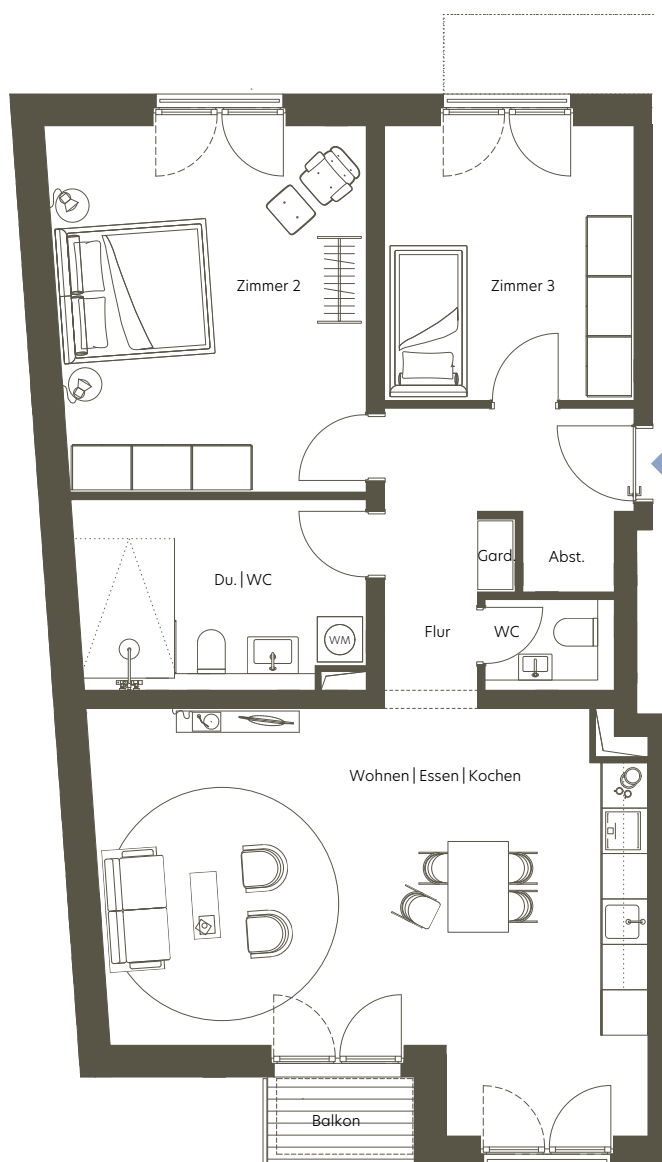 Zimmer 2
Zimmer 3
Gard.
Abst.
Du. | WC
Flur
WC
WM
Wohnen | Essen | Kochen
Balkon